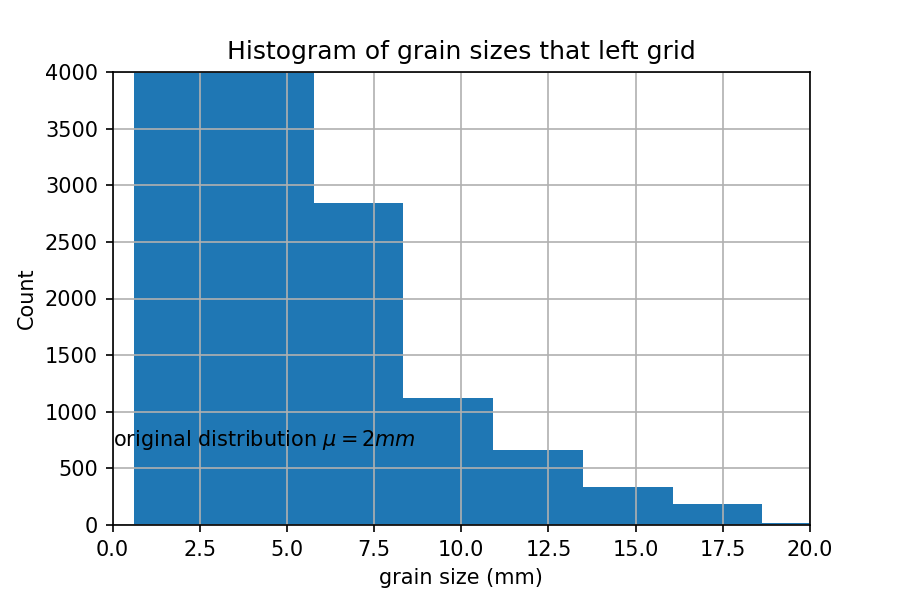 Histogram of grain sizes that left grid
4000
3500
3000
2500
2000
1500
1000
500
0
Count
original distribution μ = 2mm
0.0 2.5 5.0 7.5 10.0 12.5 15.0 17.5 20.0
grain size (mm)